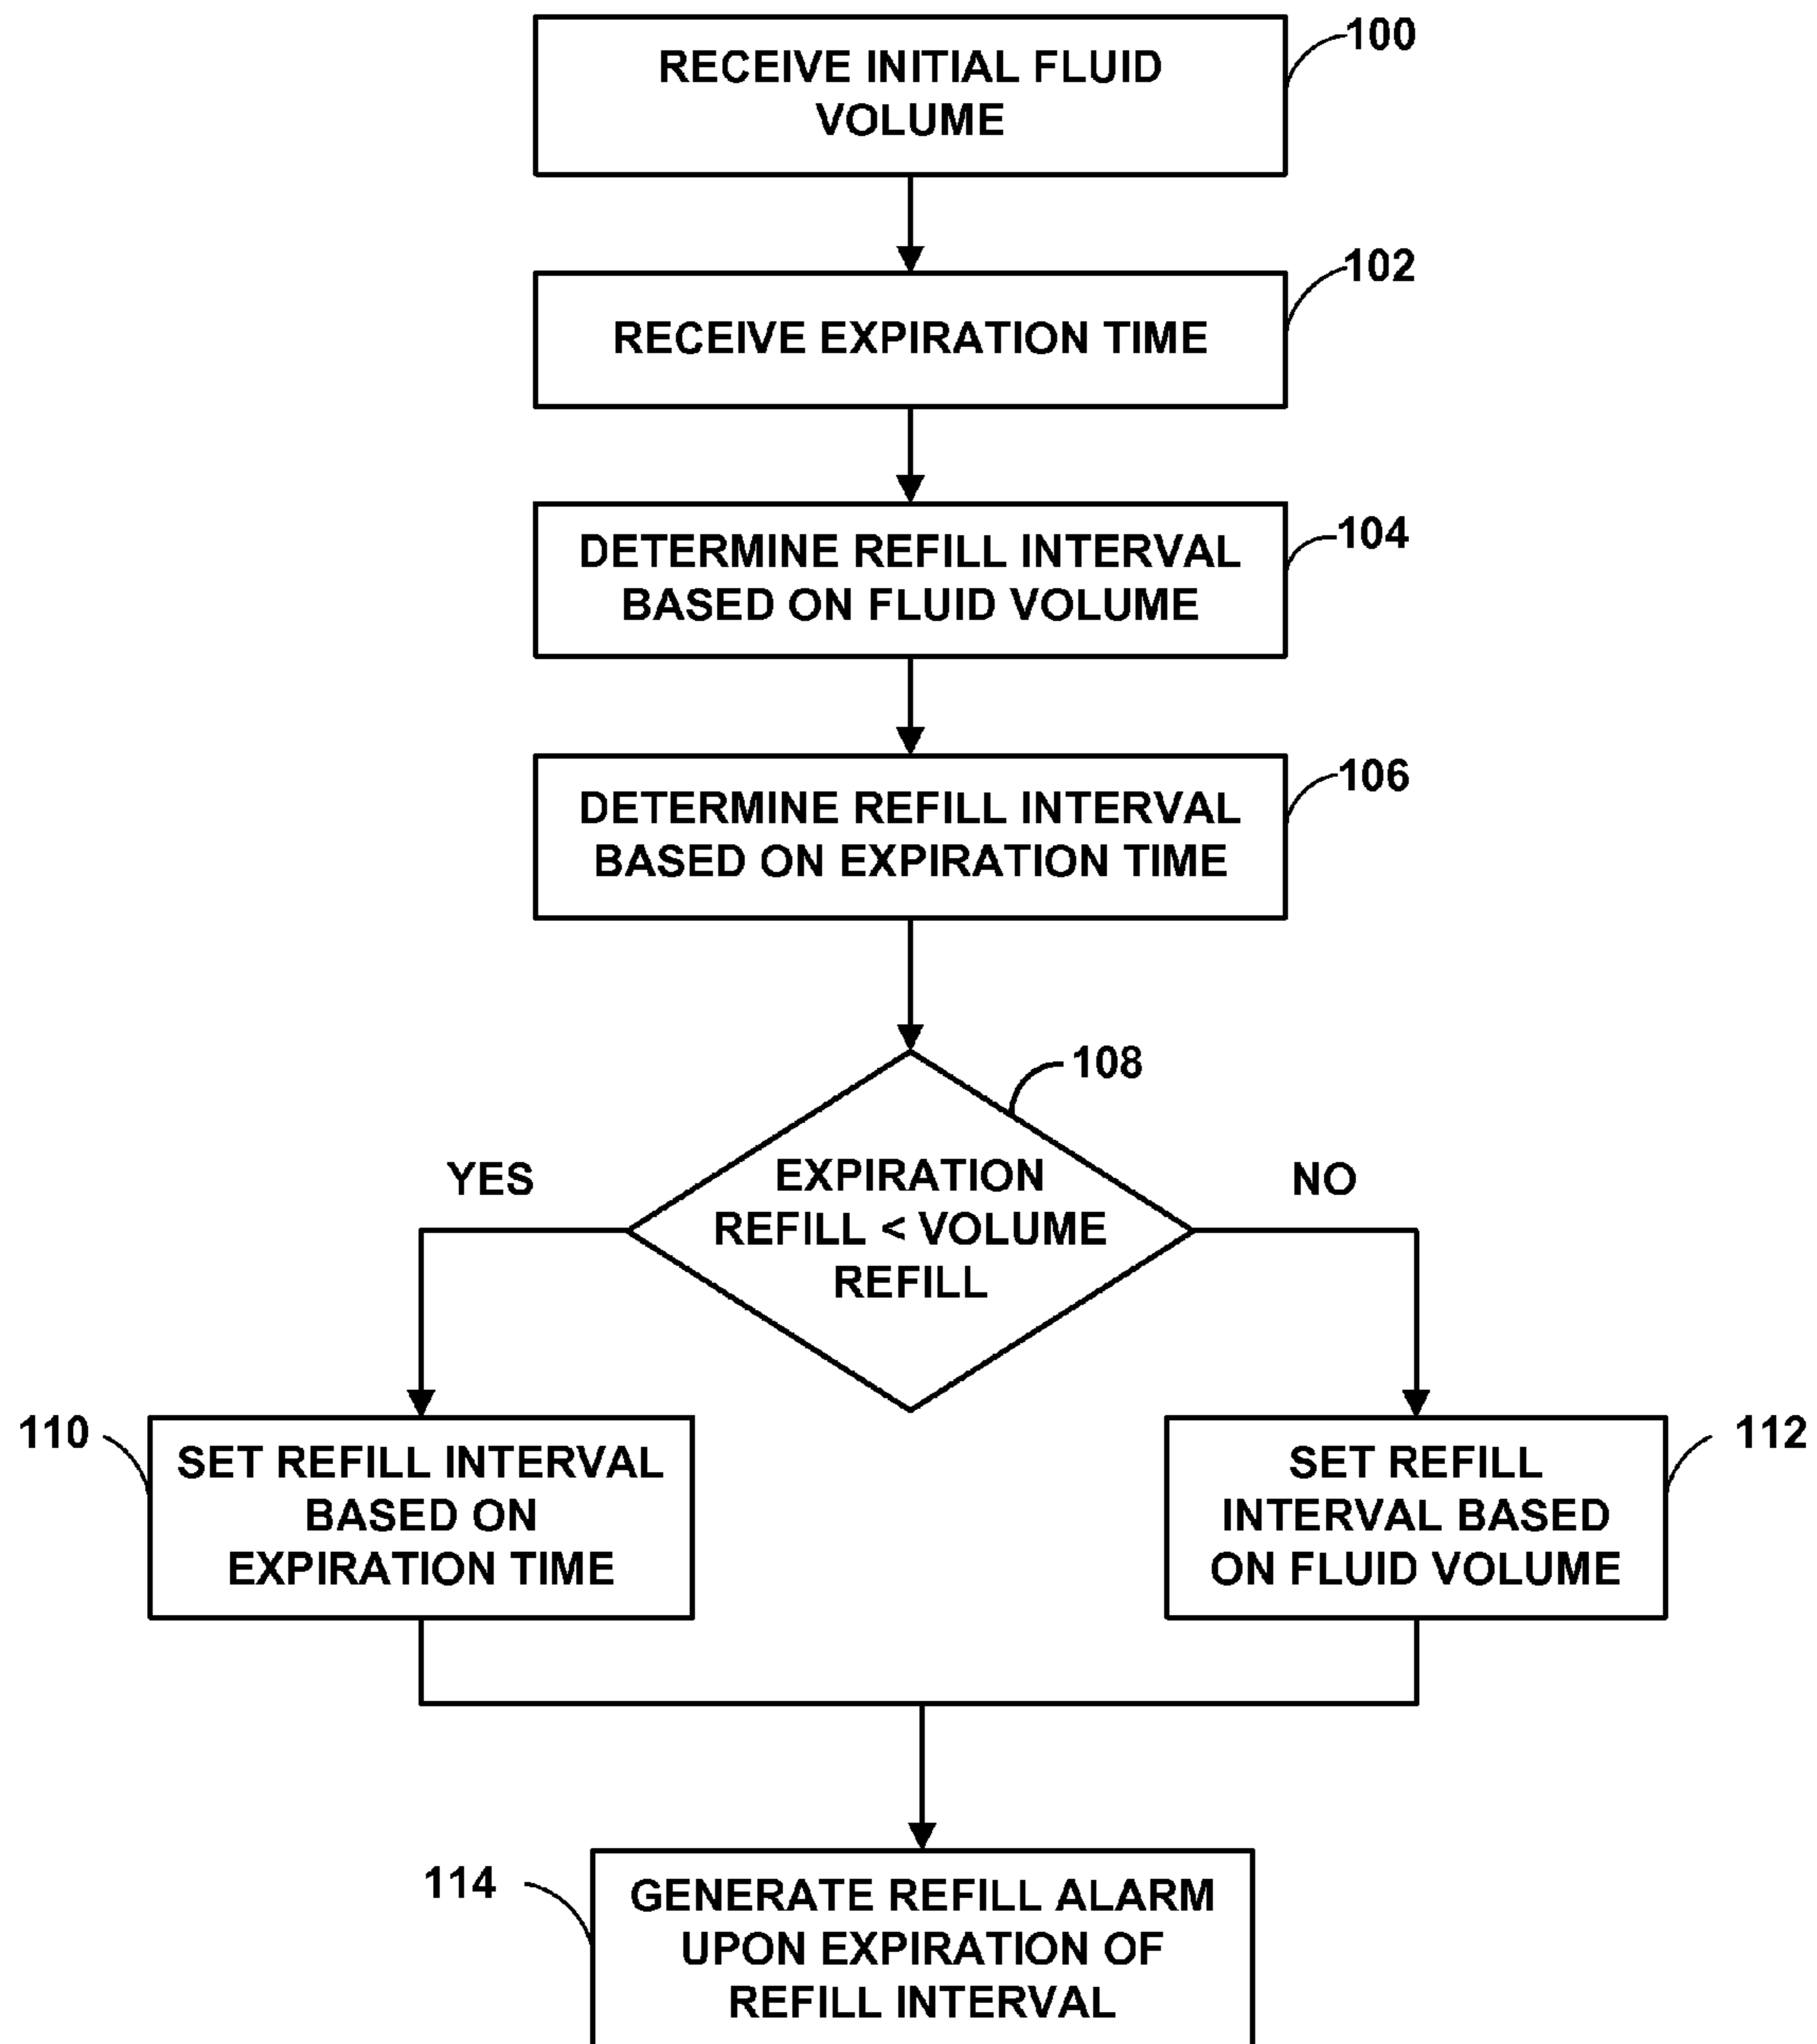 RECEIVE INITIAL FLUID
VOLUME
100
RECEIVE EXPIRATION TIME
102
DETERMINE REFILL INTERVAL
BASED ON FLUID VOLUME
104
DETERMINE REFILL INTERVAL
BASED ON EXPIRATION TIME
106
108
EXPIRATION
REFILL < VOLUME
REFILL
YES
NO
110
SET REFILL INTERVAL
BASED ON
EXPIRATION TIME
SET REFILL
INTERVAL BASED
ON FLUID VOLUME
112
114
GENERATE REFILL ALARM
UPON EXPIRATION OF
REFILL INTERVAL